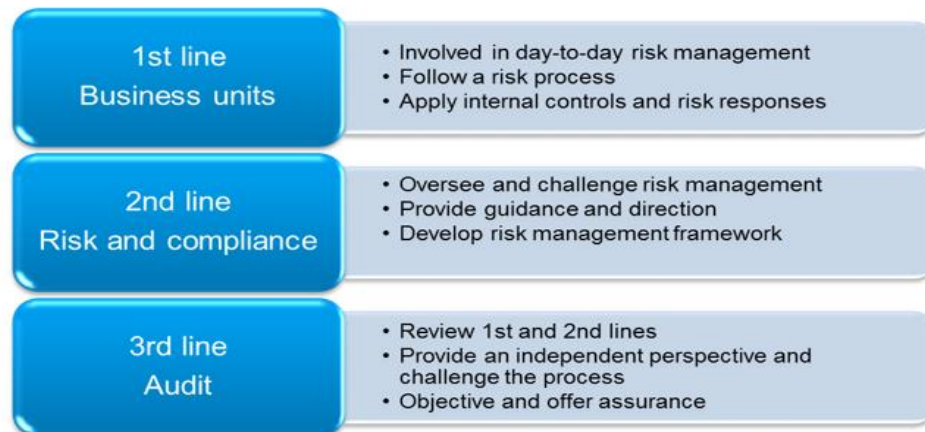 1st line
Business units
• Involved in day-to-day risk management
• Follow a risk process
• Apply internal controls and risk responses
2nd line
Risk and compliance
• Oversee and challenge risk management
• Provide guidance and direction
• Develop risk management framework
3rd line
Audit
• Review 1st and 2nd lines
• Provide an independent perspective and
challenge the process
• Objective and offer assurance